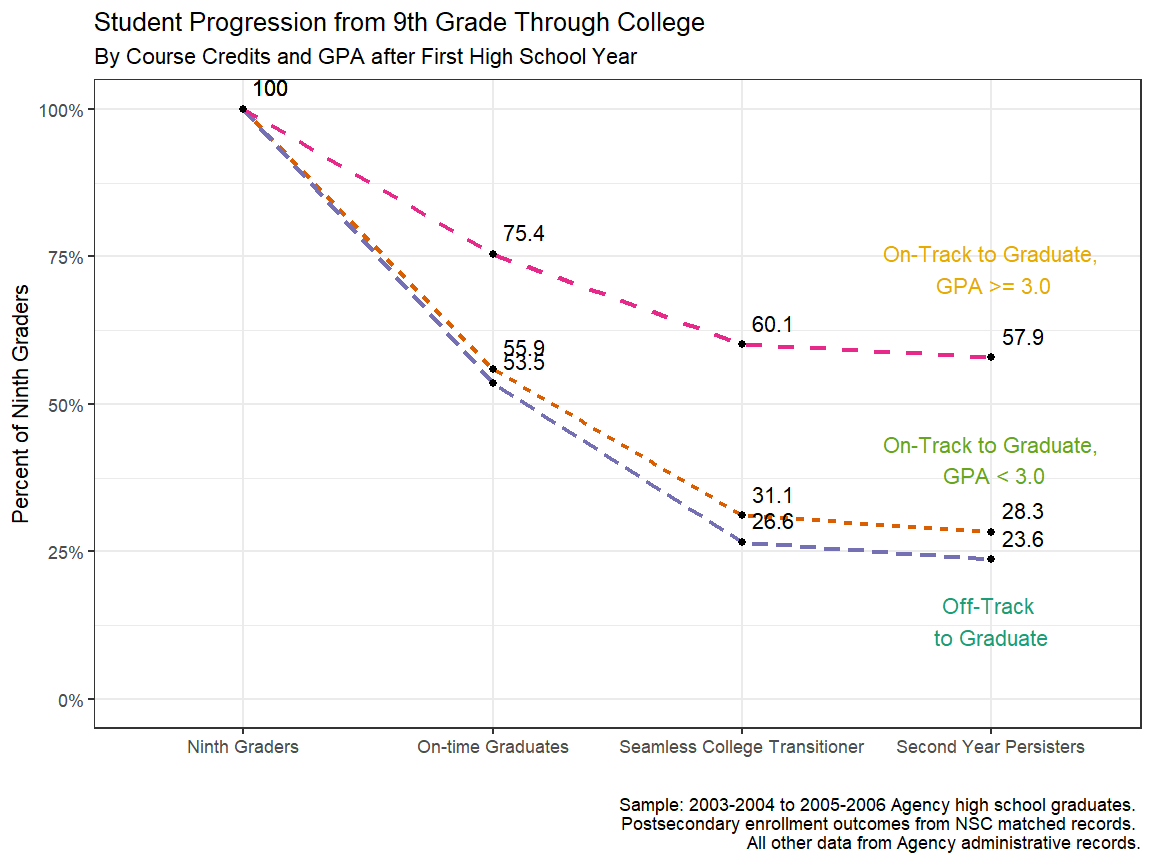 Student Progression from 9th Grade Through College
By Course Credits and GPA after First High School Year
Percent of Ninth Graders
100%
75%
50%
25%
0%
100
75.4
60.1
57.9
55.9
53.5
31.1
26.6
28.3
23.6
On-Track to Graduate,
GPA >= 3.0
On-Track to Graduate,
GPA < 3.0
Off-Track
to Graduate
Ninth Graders
On-time Graduates
Seamless College Transitioner
Second Year Persisters
Sample: 2003-2004 to 2005-2006 Agency high school graduates.
Postsecondary enrollment outcomes from NSC matched records.
All other data from Agency administrative records.